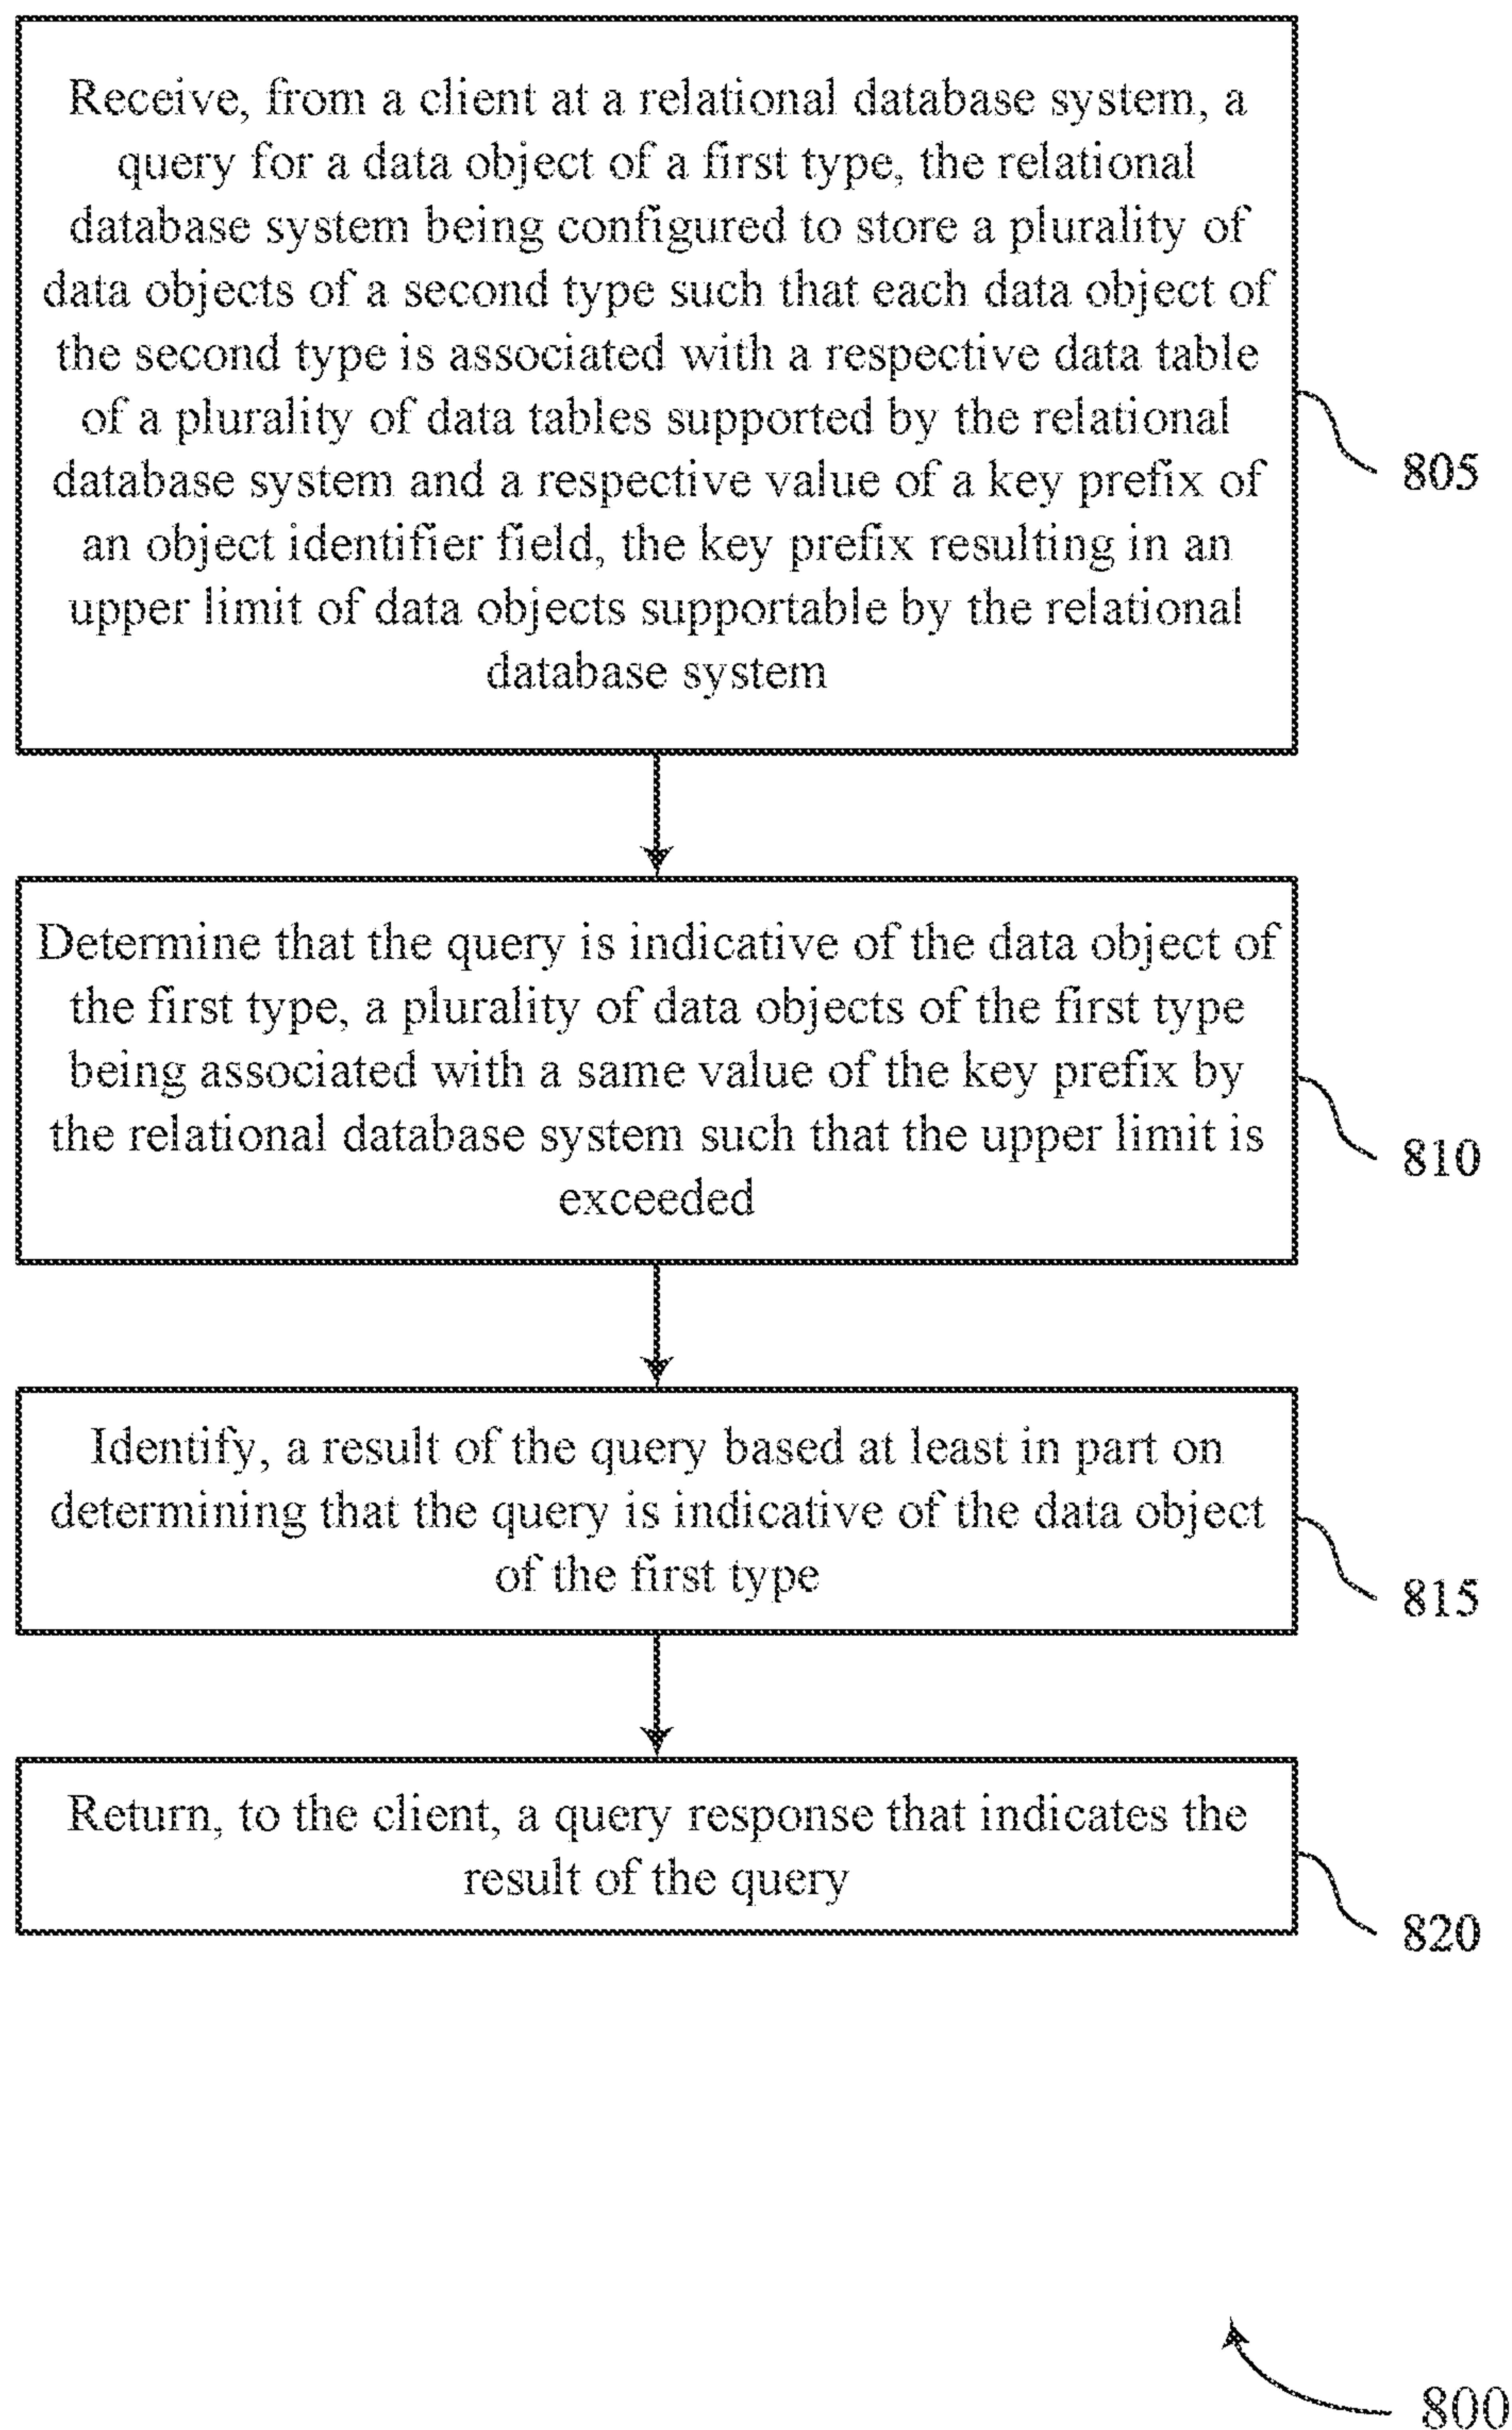 Receive, from a client at a relational database system, a
query for a data object of a first type, the relational
database system being configured to store a plurality of
data objects of a second type such that each data object of
the second type is associated with a respective data table
of a plurality of data tables supported by the relational
database system and a respective value of a key prefix of
an object identifier field, the key prefix resulting in an
upper limit of data objects supportable by the relational
database system
805
Determine that the query is indicative of the data object of
the first type, a plurality of data objects of the first type
being associated with a same value of the key prefix by
the relational database system such that the upper limit is
exceeded
810
Identify, a result of the query based at least in part on
determining that the query is indicative of the data object
of the first type
815
Return, to the client, a query response that indicates the
result of the query
820
800